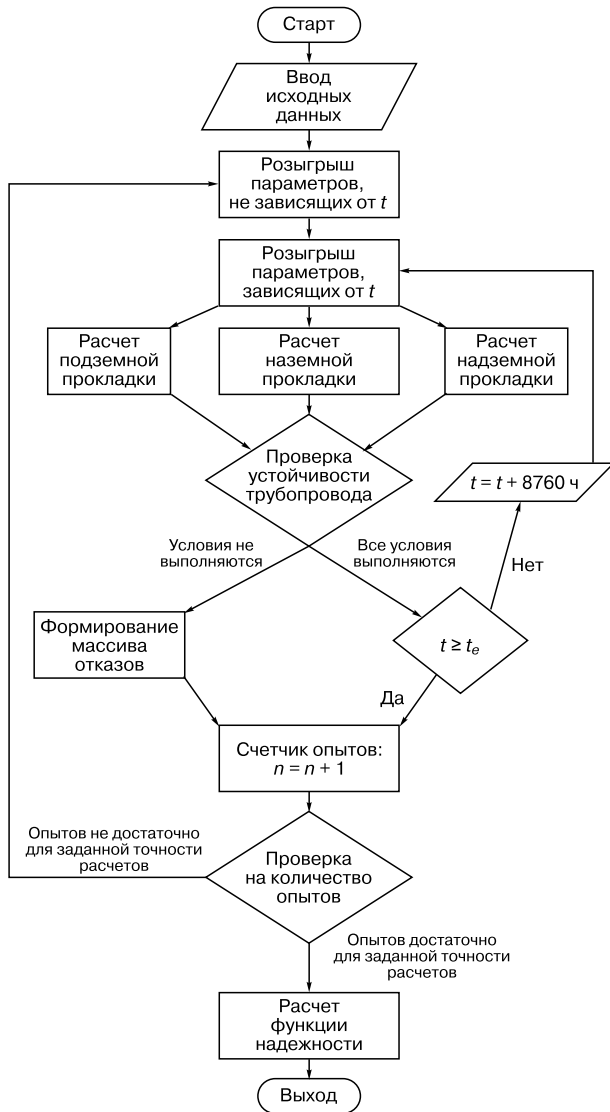 Старт
Ввод
исходных
данных
Розыгрыш
параметров,
не зависящих от t
Розыгрыш
параметров,
зависящих от t
Расчет
подземной
прокладки
Расчет
наземной
прокладки
Расчет
надземной
прокладки
Проверка
устойчивости
трубопровода
t = t + 8760 ч
Условия не
выполняются
Все условия
выполняются
Нет
Формирование
массива
отказов
t ≥ tₑ
Да
Счетчик опытов:
n = n + 1
Опытов не достаточно
для заданной точности
расчетов
Проверка
на количество
опытов
Опытов достаточно
для заданной точности
расчетов
Расчет
функции
надежности
Выход